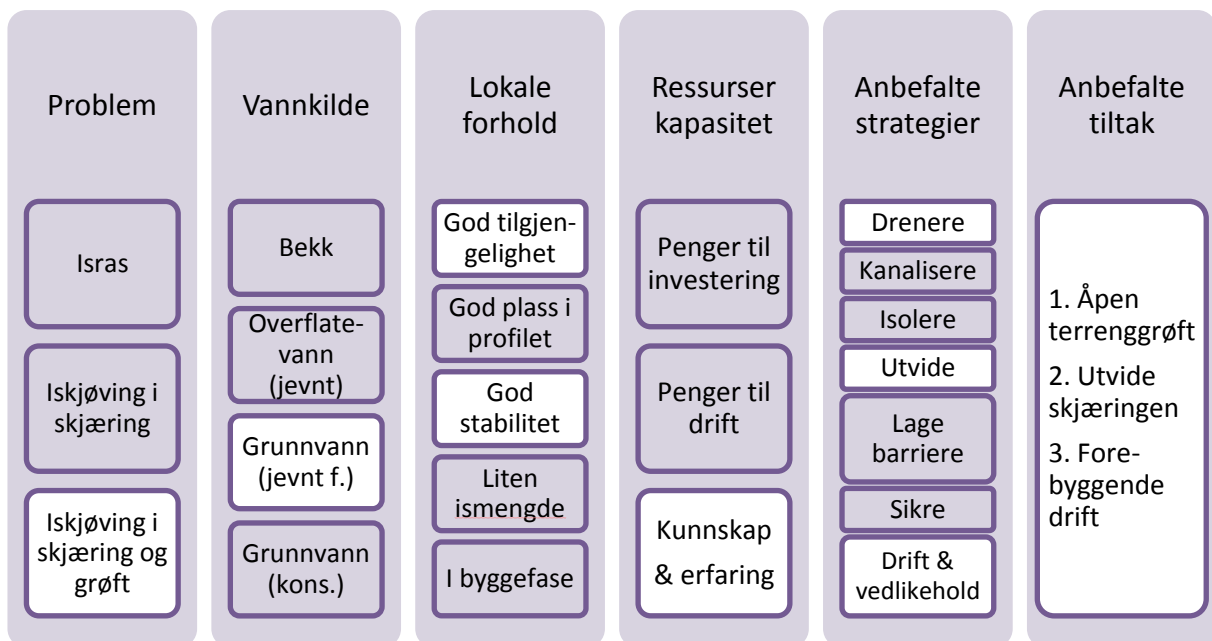 Problem
Isras
Iskjøving i
skjæring
Iskjøving i
skjæring og
grøft
Vannkilde
Bekk
Overflate-
vann
(jevnt)
Grunnvann
(jevnt f.)
Grunnvann
(kons.)
Lokale
forhold
God tilgjen-
gelighet
God plass i
profilet
God
stabilitet
Liten
ismengde
I byggefase
Ressurser
kapasitet
Penger til
investering
Penger til
drift
Kunnskap
& erfaring
Anbefalte
strategier
Drenere
Kanalisere
Isolere
Utvide
Lage
barriere
Sikre
Drift &
vedlikehold
Anbefalte
tiltak
1. Åpen
terrenggrøft
2. Utvide
skjæringen
3. Fore-
byggende
drift